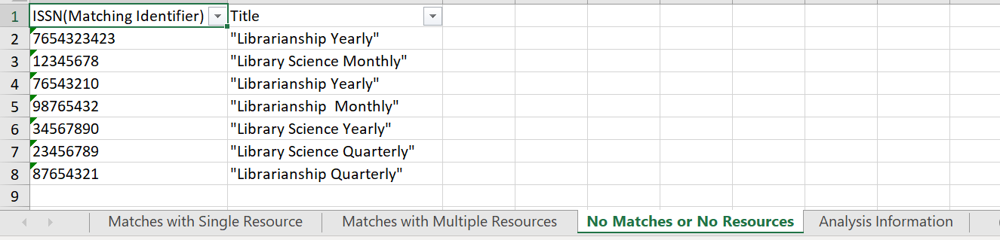 1 ISSN(Matching Identifier) Title
2 7654323423 "Librarianship Yearly"
3 12345678 "Library Science Monthly"
4 76543210 "Librarianship Yearly"
5 98765432 "Librarianship  Monthly"
6 34567890 "Library Science Yearly"
7 23456789 "Library Science Quarterly"
8 87654321 "Librarianship Quarterly"
9
Matches with Single Resource Matches with Multiple Resources No Matches or No Resources Analysis Information